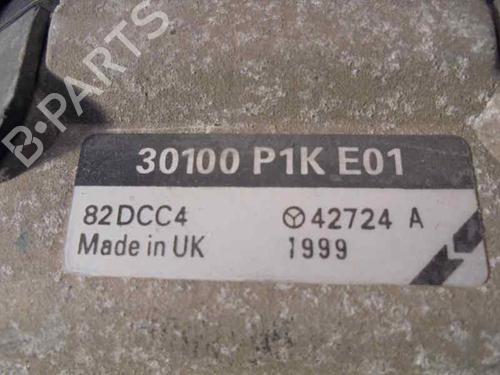 B-PARTS
30100 P1K E01
82DCC4 42724 A
Made in UK 1999